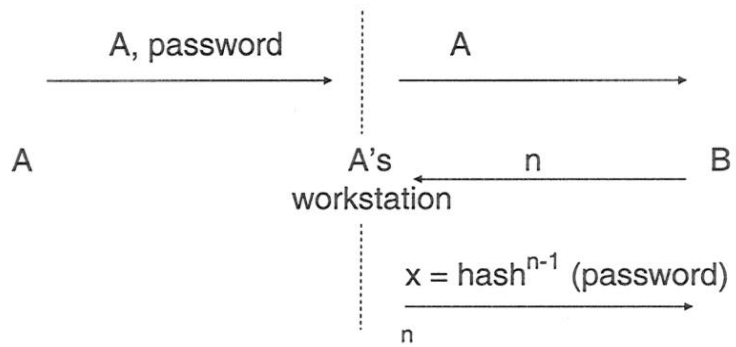 A, password
A
A
A's
workstation
n
B
x = hash^{n-1} (password)
n